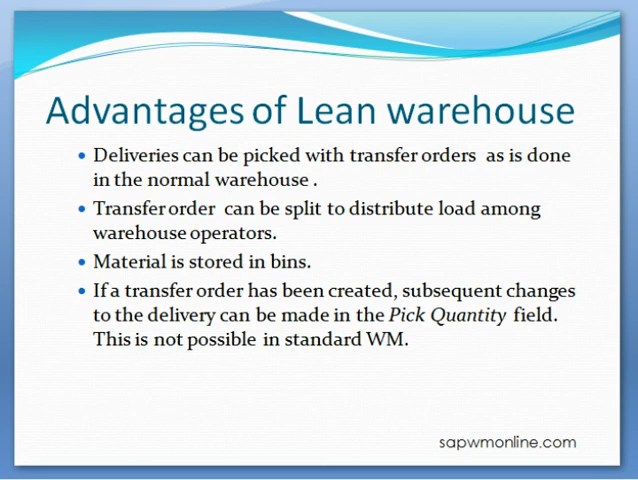 Advantages of Lean warehouse
• Deliveries can be picked with transfer orders as is done
in the normal warehouse .
• Transfer order can be split to distribute load among
warehouse operators.
• Material is stored in bins.
• If a transfer order has been created, subsequent changes
to the delivery can be made in the Pick Quantity field.
This is not possible in standard WM.
sapwmonline.com